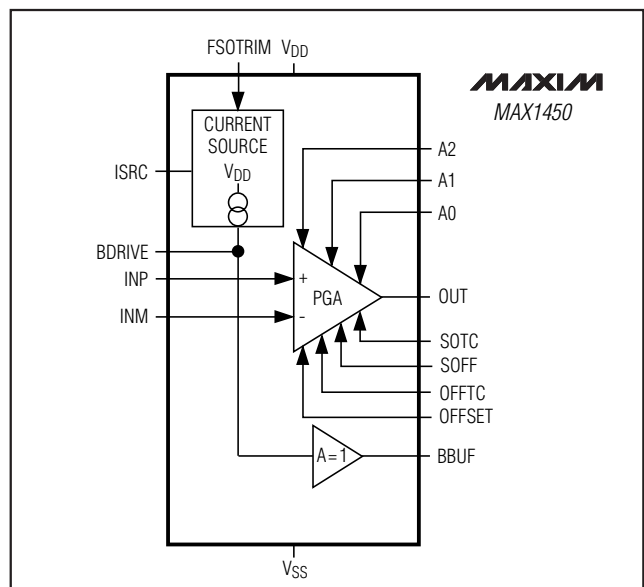 FSOTRIM VDD
MAXIM
MAX1450
CURRENT
SOURCE
VDD
ISRC
BDRIVE
INP
INM
+
-
PGA
A2
A1
A0
OUT
SOTC
SOFF
OFFTC
OFFSET
A=1
BBUF
VSS